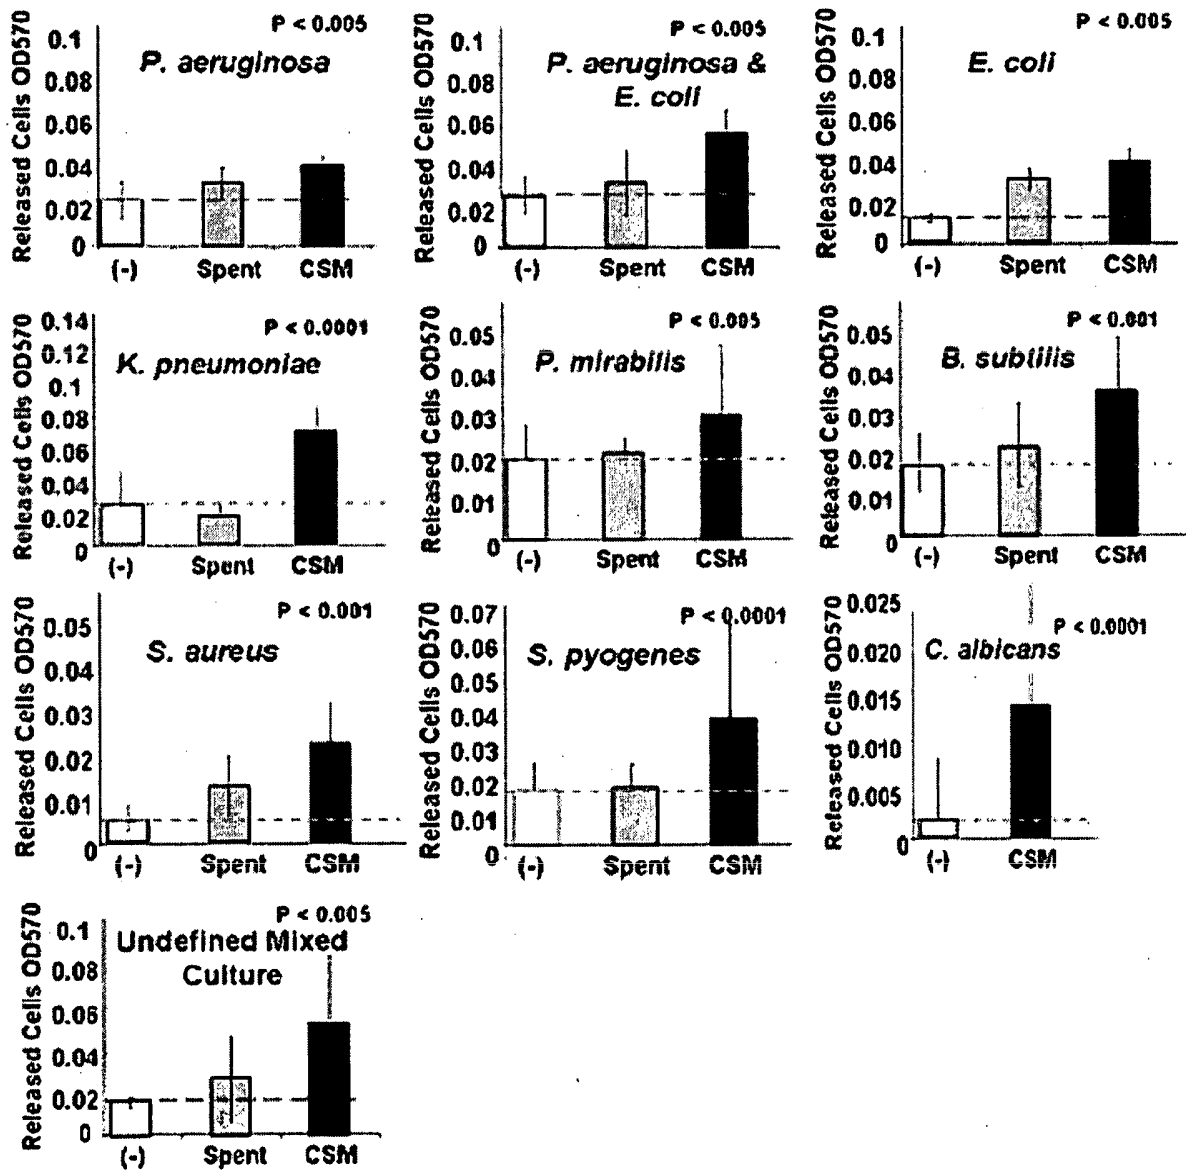 P < 0.005
P. aeruginosa
Released Cells OD570
0.1
0.08
0.06
0.04
0.02
0
(-) Spent CSM
P < 0.005
P. aeruginosa &
E. coli
Released Cells OD570
0.1
0.08
0.06
0.04
0.02
0
(-) Spent CSM
P < 0.005
E. coli
Released Cells OD570
0.1
0.08
0.06
0.04
0.02
0
(-) Spent CSM
P < 0.0001
K. pneumoniae
Released Cells OD570
0.14
0.12
0.1
0.08
0.06
0.04
0.02
0
(-) Spent CSM
P < 0.005
P. mirabilis
Released Cells OD570
0.05
0.04
0.03
0.02
0.01
0
(-) Spent CSM
P < 0.001
B. subtilis
Released Cells OD570
0.05
0.04
0.03
0.02
0.01
0
(-) Spent CSM
P < 0.001
S. aureus
Released Cells OD570
0.05
0.04
0.03
0.02
0.01
0
(-) Spent CSM
P < 0.0001
S. pyogenes
Released Cells OD570
0.07
0.06
0.05
0.04
0.03
0.02
0.01
0
(-) Spent CSM
P < 0.0001
C. albicans
Released Cells OD570
0.025
0.020
0.015
0.010
0.005
0
(-) CSM
P < 0.005
Undefined Mixed
Culture
Released Cells OD570
0.1
0.08
0.06
0.04
0.02
0
(-) Spent CSM